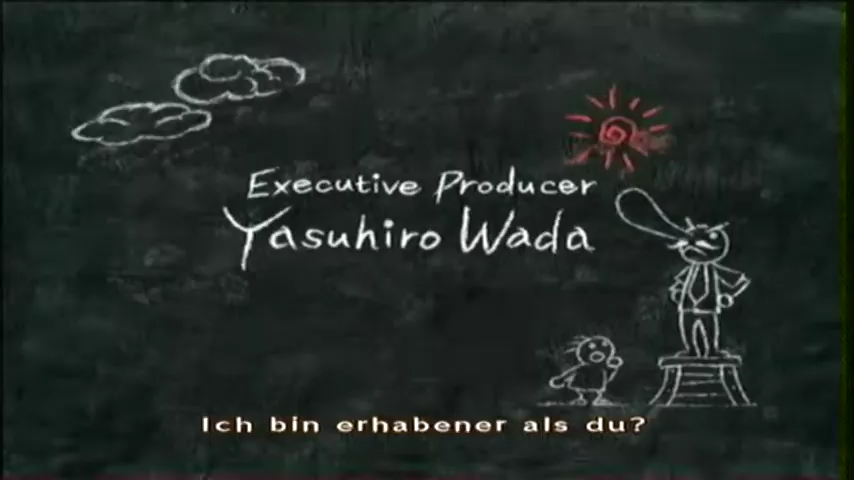 Executive Producer
Yasuhiro Wada
Ich bin erhabener als du?